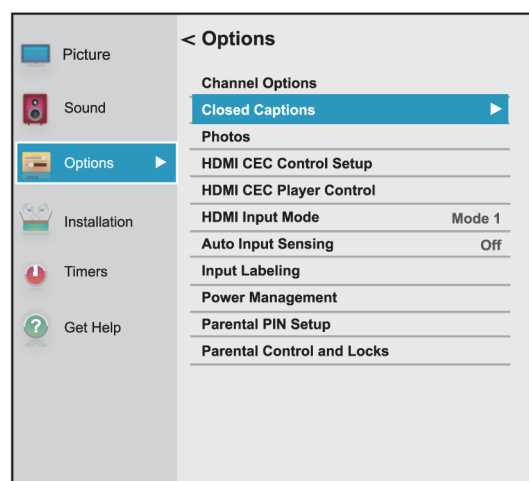 Picture
Sound
Options
Installation
Timers
Get Help
< Options
Channel Options
Closed Captions
Photos
HDMI CEC Control Setup
HDMI CEC Player Control
HDMI Input Mode Mode 1
Auto Input Sensing Off
Input Labeling
Power Management
Parental PIN Setup
Parental Control and Locks